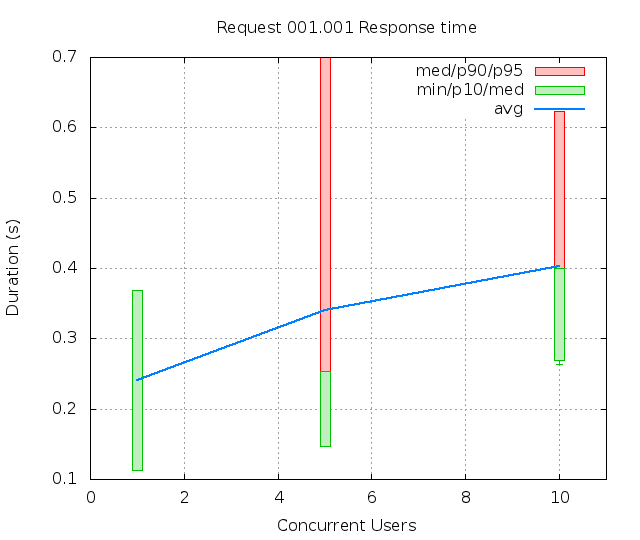 Request 001.001 Response time
med/p90/p95
min/p10/med
avg
0.7
0.6
0.5
0.4
0.3
0.2
0.1
Duration (s)
0 2 4 6 8 10
Concurrent Users